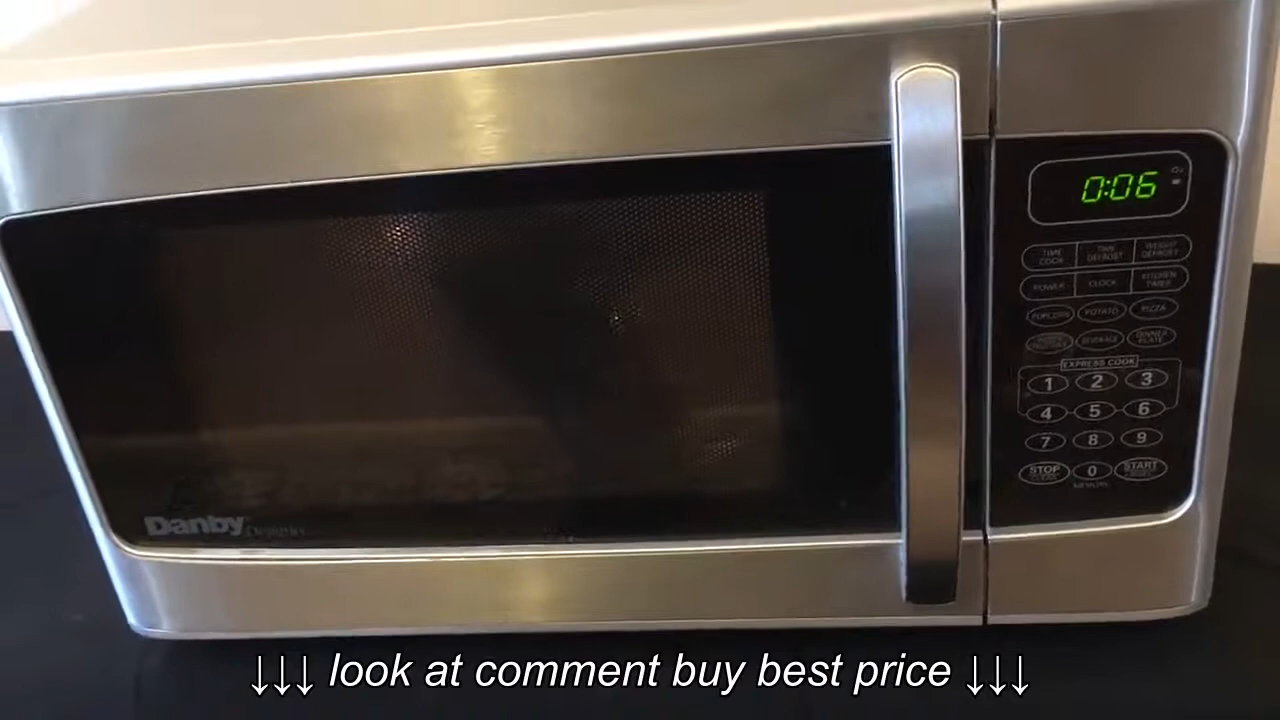 0:06
TIME COOK
TIME DEFROST
WEIGHT DEFROST
POWER
CLOCK
KITCHEN TIMER
POPCORN
POTATO
PIZZA
BEVERAGE
DINNER PLATE
EXPRESS COOK
1 2 3
4 5 6
7 8 9
STOP 0 START
CLEAR
Danby Designer
↓↓↓ look at comment buy best price ↓↓↓